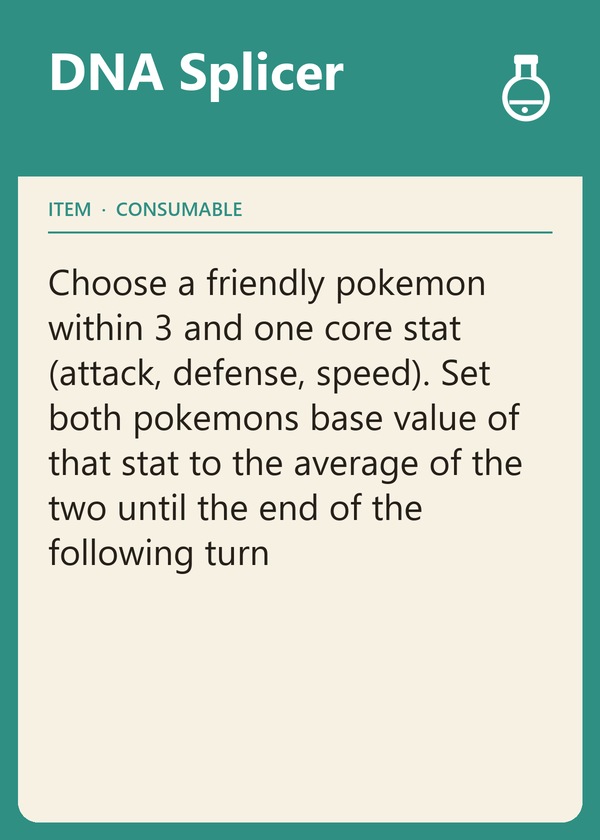 DNA Splicer
ITEM · CONSUMABLE
Choose a friendly pokemon
within 3 and one core stat
(attack, defense, speed). Set
both pokemons base value of
that stat to the average of the
two until the end of the
following turn